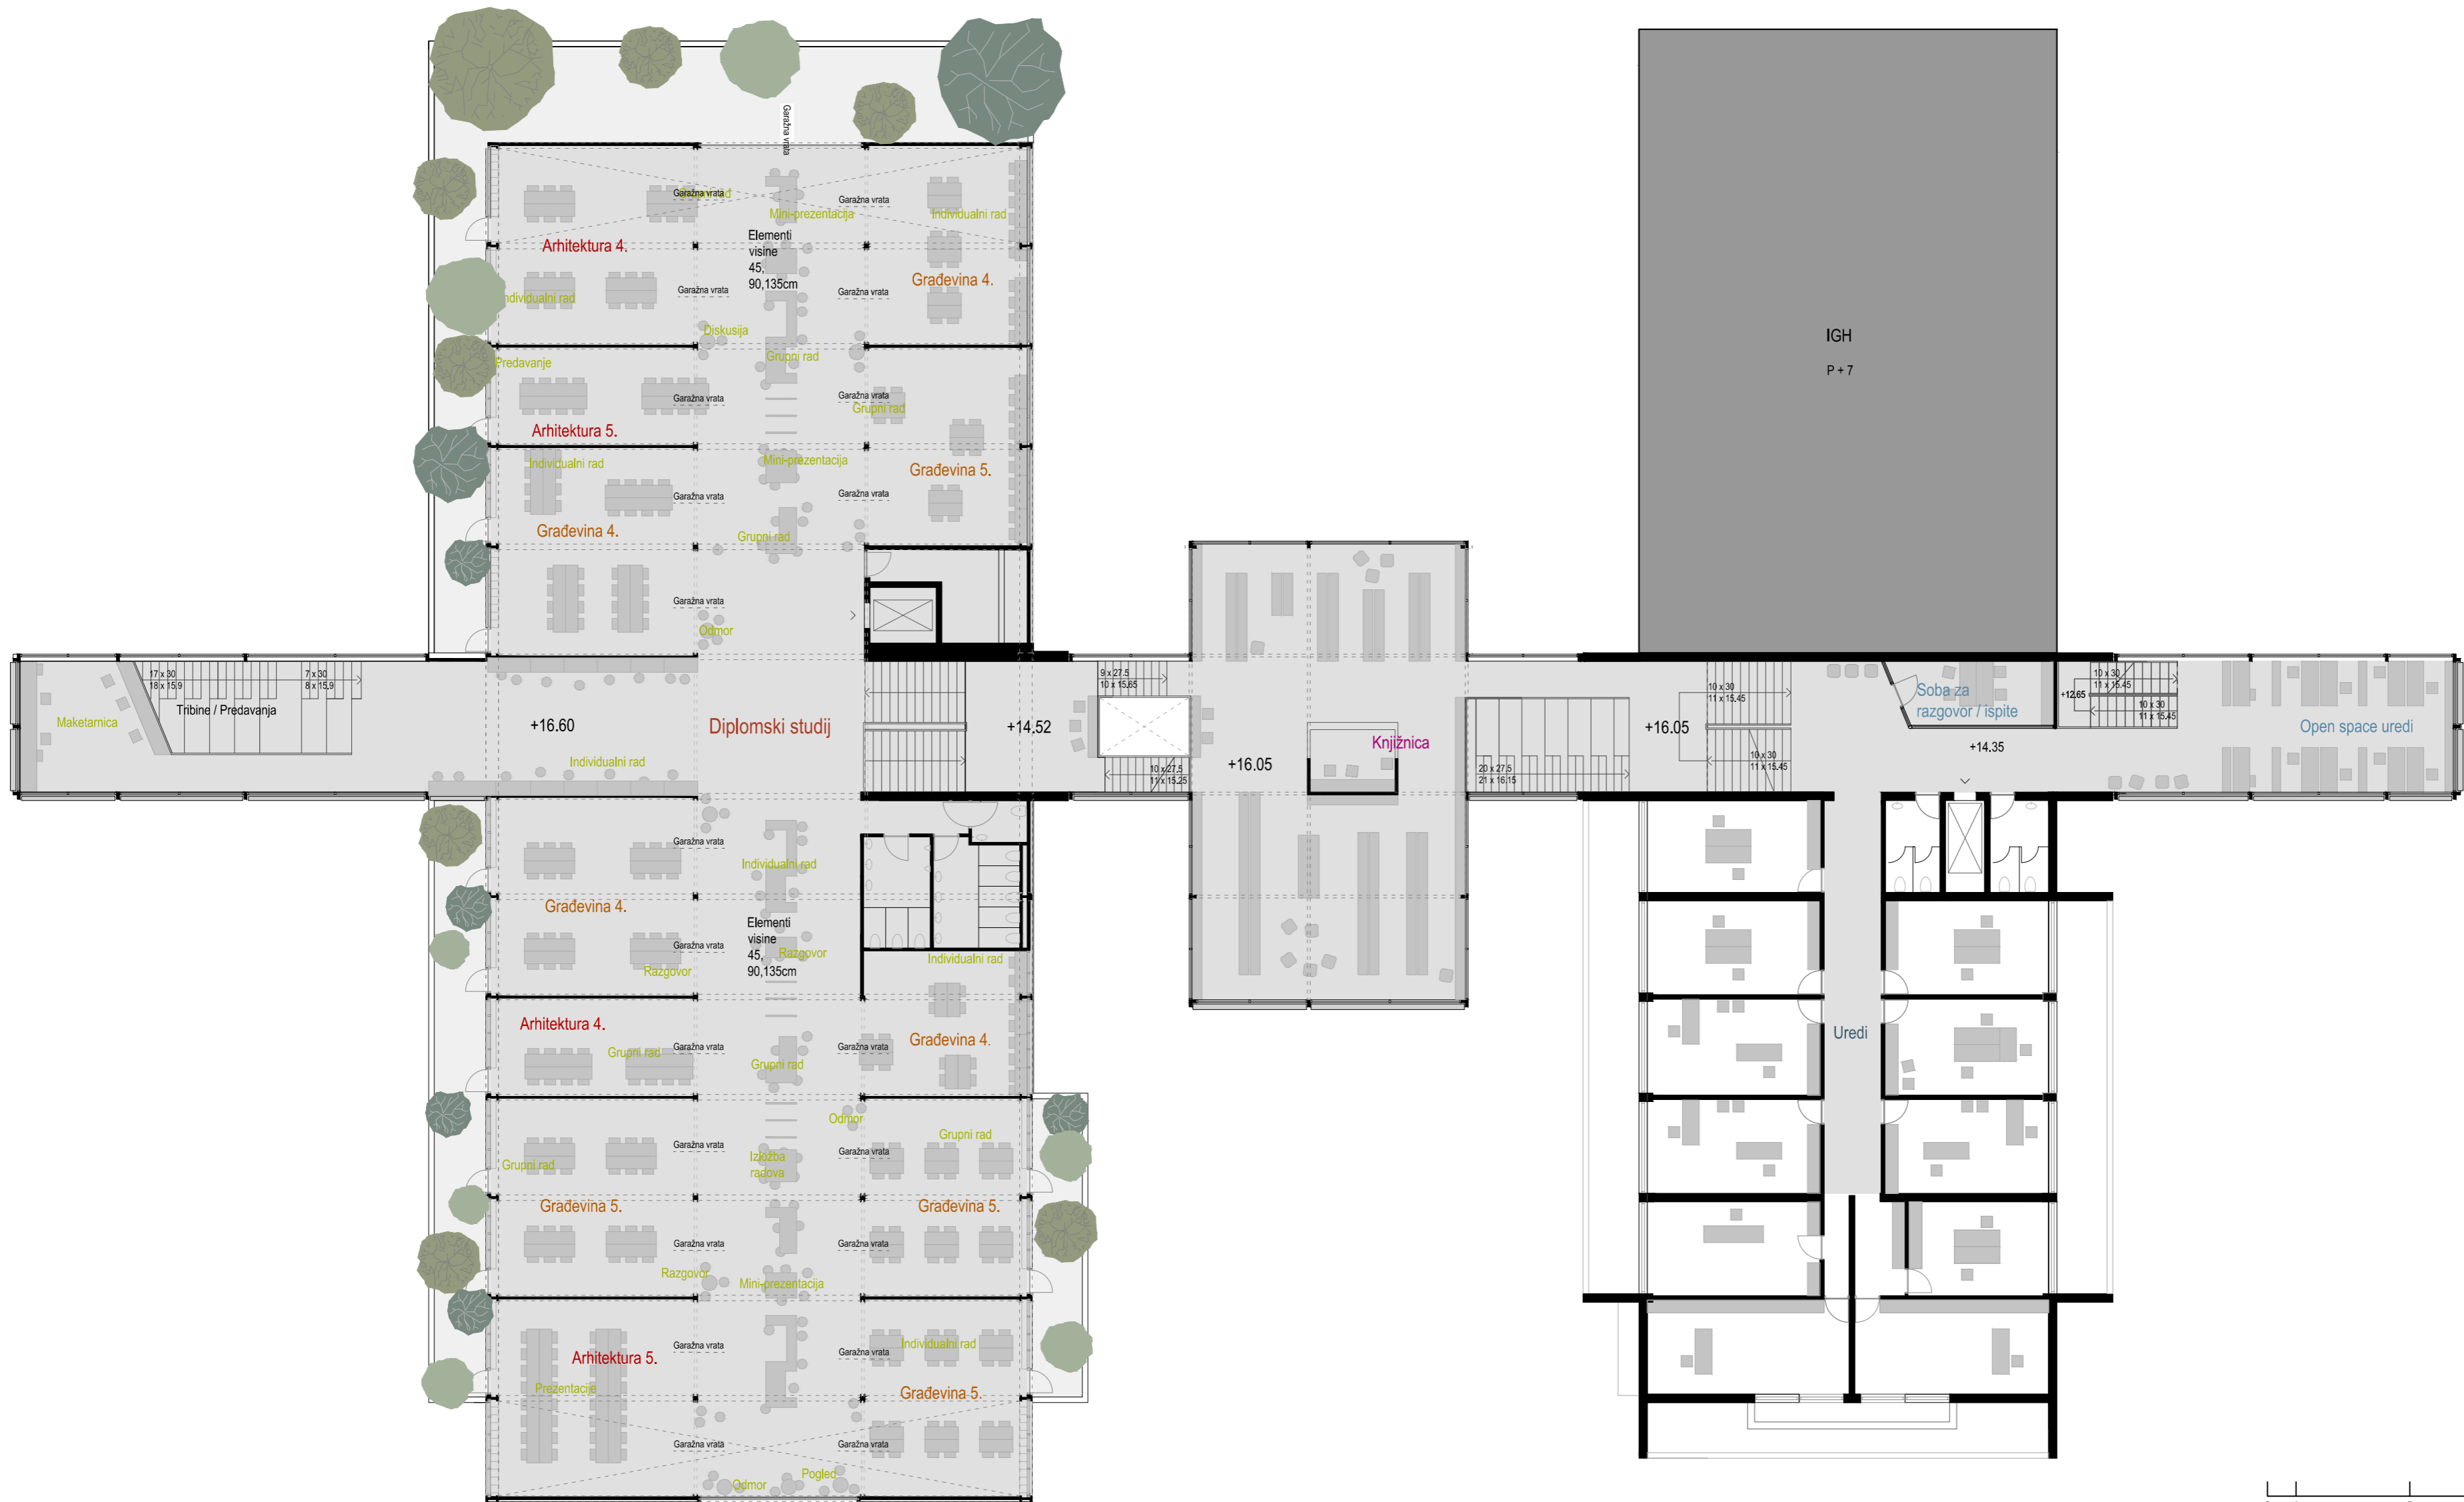 Garažna vrata
Garažna vrata
Garažna vrata
Mini-prezentacija
Individualni rad
Arhitektura 4.
Elementi
visine
45,
90,135cm
Građevina 4.
Garažna vrata
Garažna vrata
Individualni rad
Diskusija
Grupni rad
Predavanje
Garažna vrata
Garažna vrata
Grupni rad
Arhitektura 5.
Individualni rad
Mini-prezentacija
Građevina 5.
Garažna vrata
Garažna vrata
Građevina 4.
Grupni rad
Garažna vrata
Odmor
IGH
P + 7
17 x 30
18 x 15,9
7 x 30
8 x 15,9
Tribine / Predavanja
Maketarnica
+16.60
Diplomski studij
Individualni rad
+14.52
9 x 27.5
10 x 15.65
10 x 27,5
11 x 15.25
+16.05
Knjižnica
20 x 27,5
21 x 16.15
+16.05
10 x 30
11 x 15.45
10 x 30
11 x 15.45
Soba za
razgovor / ispite
+14.35
+12.65
10 x 30
11 x 15.45
10 x 30
11 x 15.45
Open space uredi
Garažna vrata
Individualni rad
Građevina 4.
Elementi
visine
45,
90,135cm
Garažna vrata
Razgovor
Razgovor
Individualni rad
Arhitektura 4.
Grupni rad
Garažna vrata
Grupni rad
Garažna vrata
Građevina 4.
Uredi
Odmor
Grupni rad
Garažna vrata
Garažna vrata
Grupni rad
Izložba
radova
Građevina 5.
Građevina 5.
Garažna vrata
Garažna vrata
Razgovor
Mini-prezentacija
Garažna vrata
Garažna vrata
Individualni rad
Arhitektura 5.
Prezentacije
Građevina 5.
Garažna vrata
Garažna vrata
Odmor
Pogled